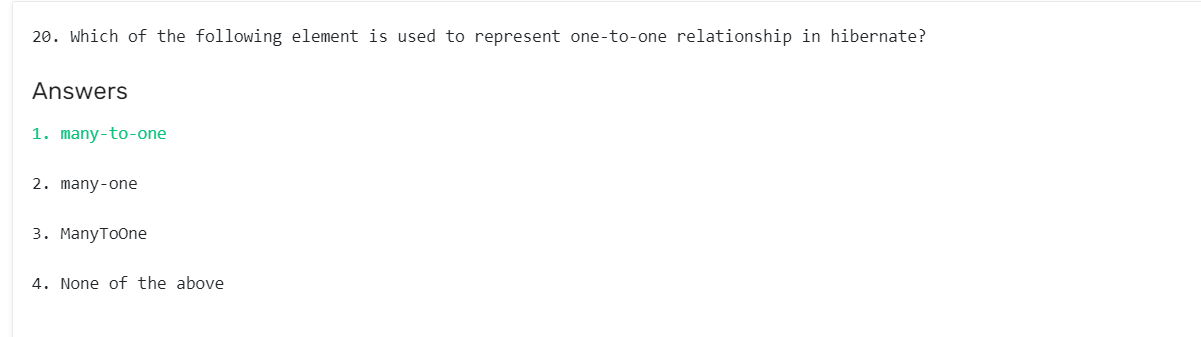 20. Which of the following element is used to represent one-to-one relationship in hibernate?
Answers
1. many-to-one
2. many-one
3. ManyToOne
4. None of the above